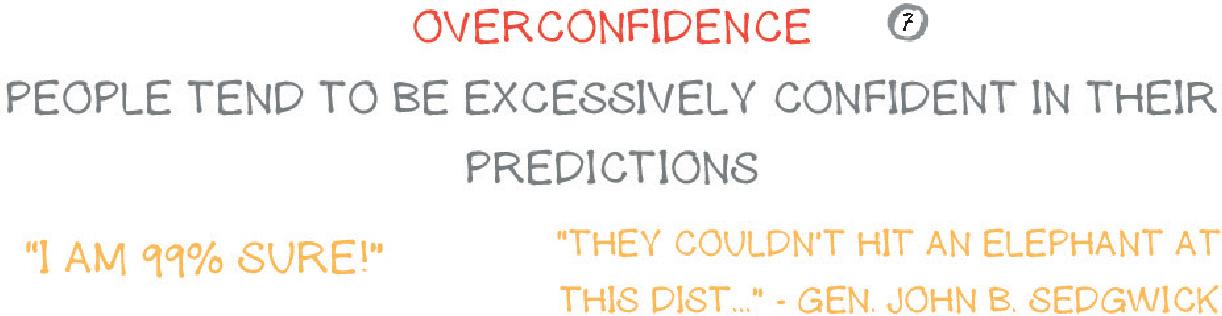 OVERCONFIDENCE 7
PEOPLE TEND TO BE EXCESSIVELY CONFIDENT IN THEIR
PREDICTIONS
"I AM 99% SURE!"
"THEY COULDN'T HIT AN ELEPHANT AT
THIS DIST..." - GEN. JOHN B. SEDGWICK